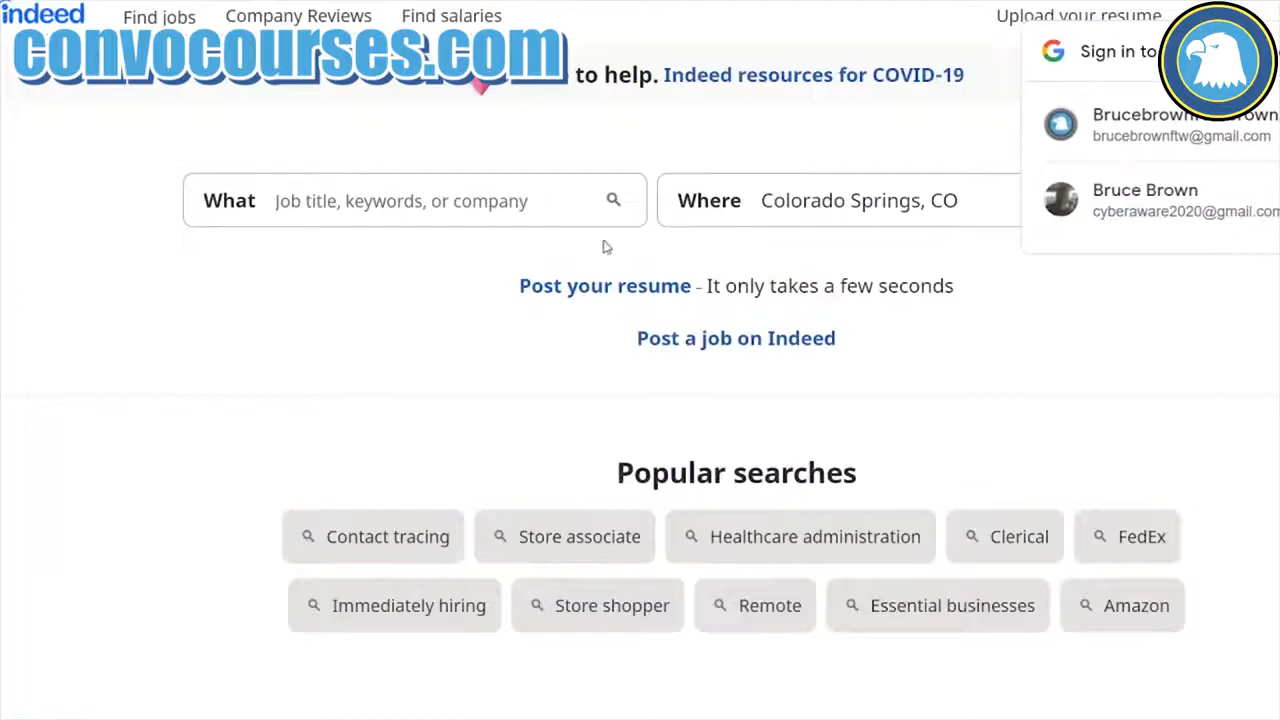 indeed Find jobs Company Reviews Find salaries Upload your resume
convocourses.com
to help. Indeed resources for COVID-19
Sign in to
brucebrownftw@gmail.com
Bruce Brown
cyberaware2020@gmail.com
What Job title, keywords, or company
Where Colorado Springs, CO
Post your resume - It only takes a few seconds
Post a job on Indeed
Popular searches
Contact tracing Store associate Healthcare administration Clerical FedEx
Immediately hiring Store shopper Remote Essential businesses Amazon